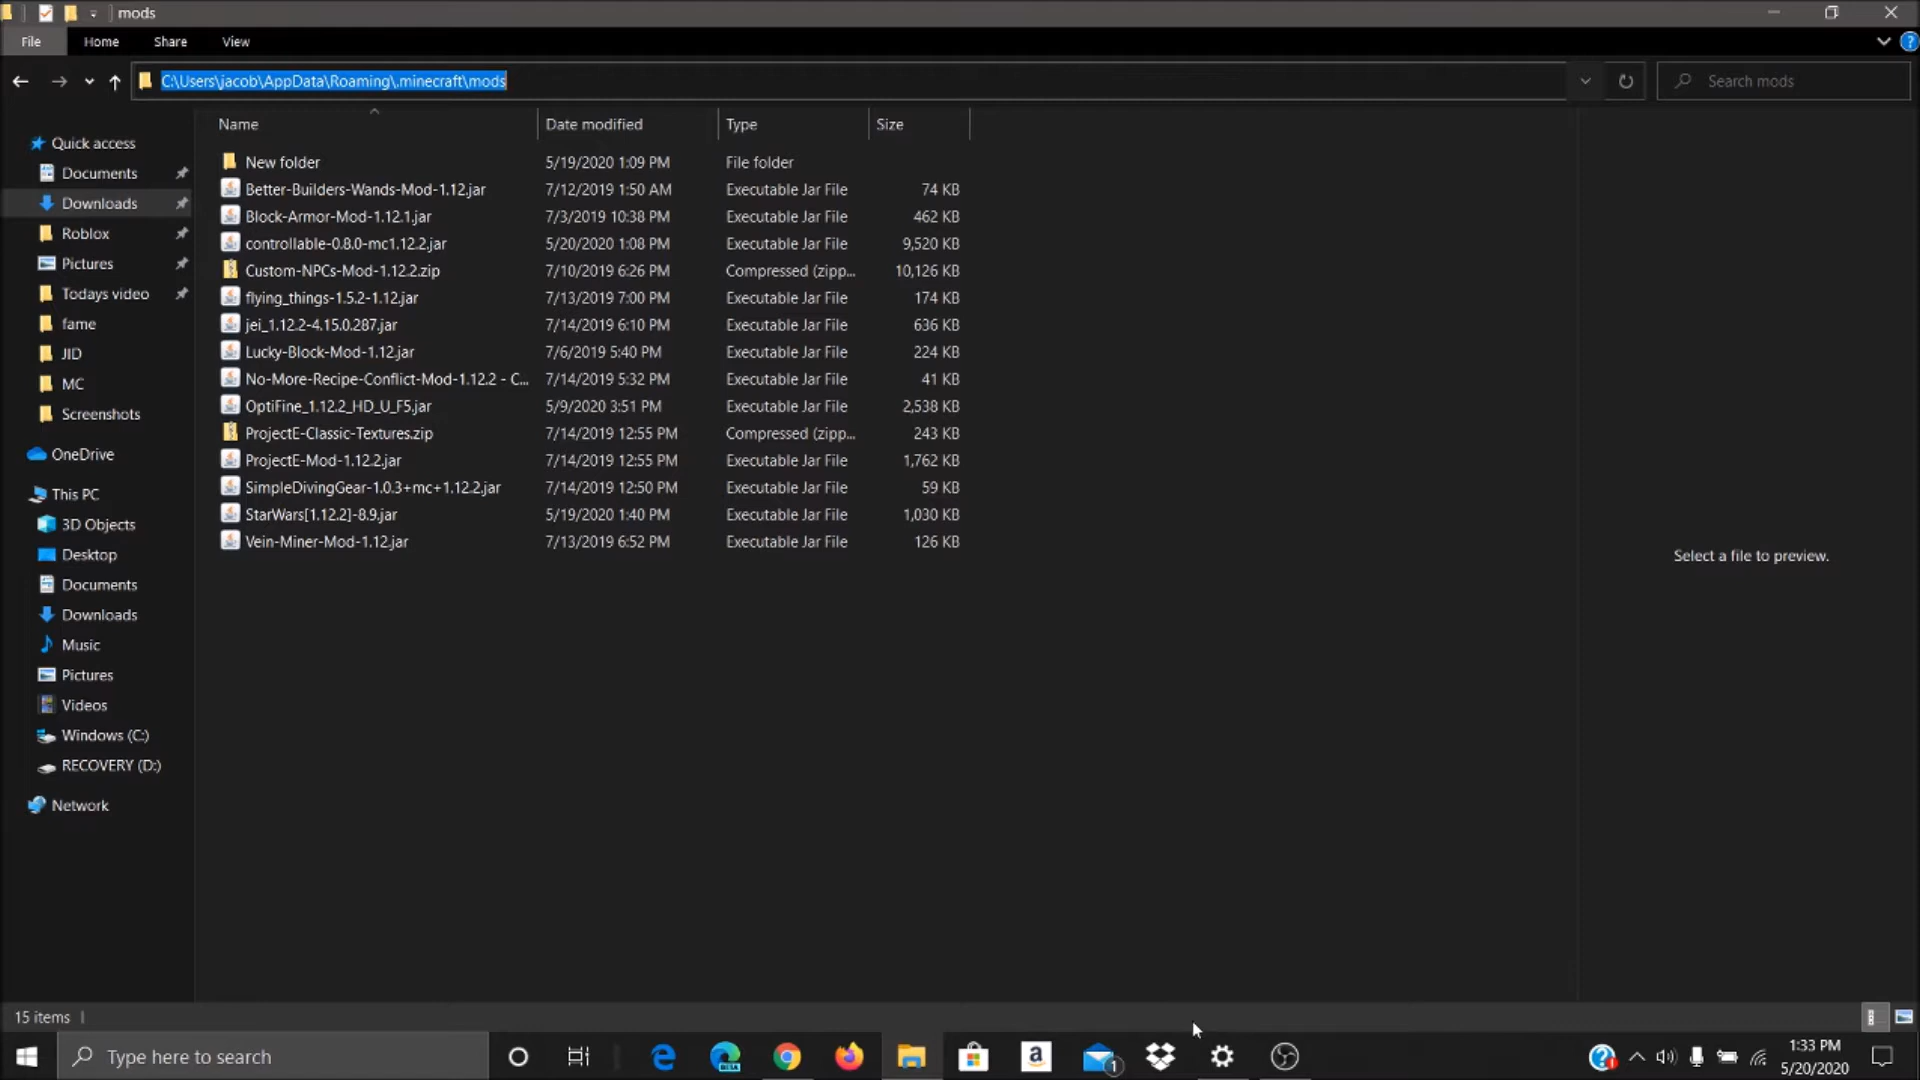 mods
File Home Share View
C:\Users\jacob\AppData\Roaming\.minecraft\mods
Search mods
Name Date modified Type Size
Quick access
Documents
Downloads
Roblox
Pictures
Todays video
fame
JID
MC
Screenshots
OneDrive
This PC
3D Objects
Desktop
Documents
Downloads
Music
Pictures
Videos
Windows (C:)
RECOVERY (D:)
Network
New folder 5/19/2020 1:09 PM File folder
Better-Builders-Wands-Mod-1.12.jar 7/12/2019 1:50 AM Executable Jar File 74 KB
Block-Armor-Mod-1.12.1.jar 7/3/2019 10:38 PM Executable Jar File 462 KB
controllable-0.8.0-mc1.12.2.jar 5/20/2020 1:08 PM Executable Jar File 9,520 KB
Custom-NPCs-Mod-1.12.2.zip 7/10/2019 6:26 PM Compressed (zipp... 10,126 KB
flying_things-1.5.2-1.12.jar 7/13/2019 7:00 PM Executable Jar File 174 KB
jei_1.12.2-4.15.0.287.jar 7/14/2019 6:10 PM Executable Jar File 636 KB
Lucky-Block-Mod-1.12.jar 7/6/2019 5:40 PM Executable Jar File 224 KB
No-More-Recipe-Conflict-Mod-1.12.2 - C... 7/14/2019 5:32 PM Executable Jar File 41 KB
OptiFine_1.12.2_HD_U_F5.jar 5/9/2020 3:51 PM Executable Jar File 2,538 KB
ProjectE-Classic-Textures.zip 7/14/2019 12:55 PM Compressed (zipp... 243 KB
ProjectE-Mod-1.12.2.jar 7/14/2019 12:55 PM Executable Jar File 1,762 KB
SimpleDivingGear-1.0.3+mc+1.12.2.jar 7/14/2019 12:50 PM Executable Jar File 59 KB
StarWars[1.12.2]-8.9.jar 5/19/2020 1:40 PM Executable Jar File 1,030 KB
Vein-Miner-Mod-1.12.jar 7/13/2019 6:52 PM Executable Jar File 126 KB
Select a file to preview.
15 items
Type here to search
1
1:33 PM
5/20/2020